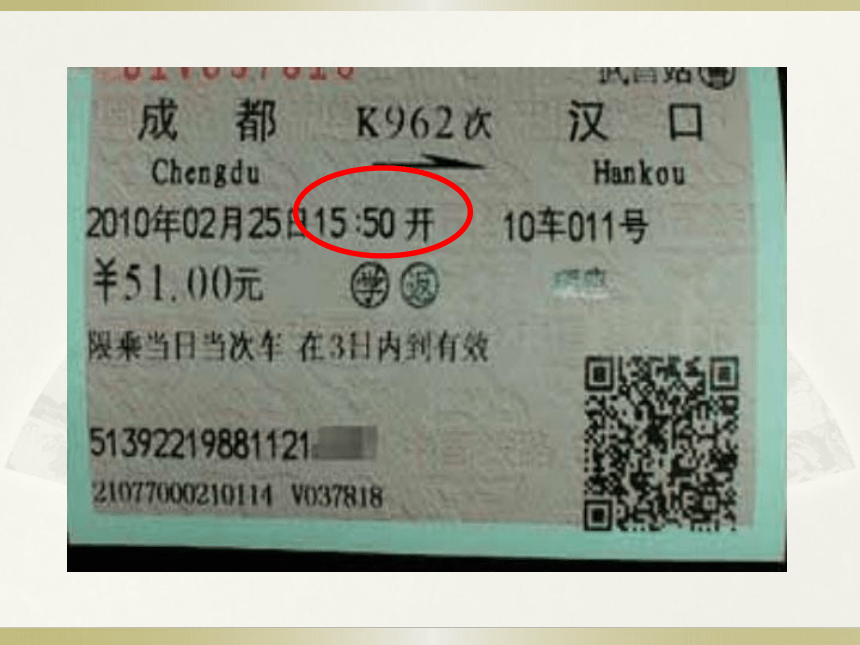 成都 K962次 汉口
Chengdu Hankou
2010年02月25日15:50开 10车011号
¥51.00元 学 返
限乘当日当次车 在3日内到有效
51392219881121
21077000210114 V037818